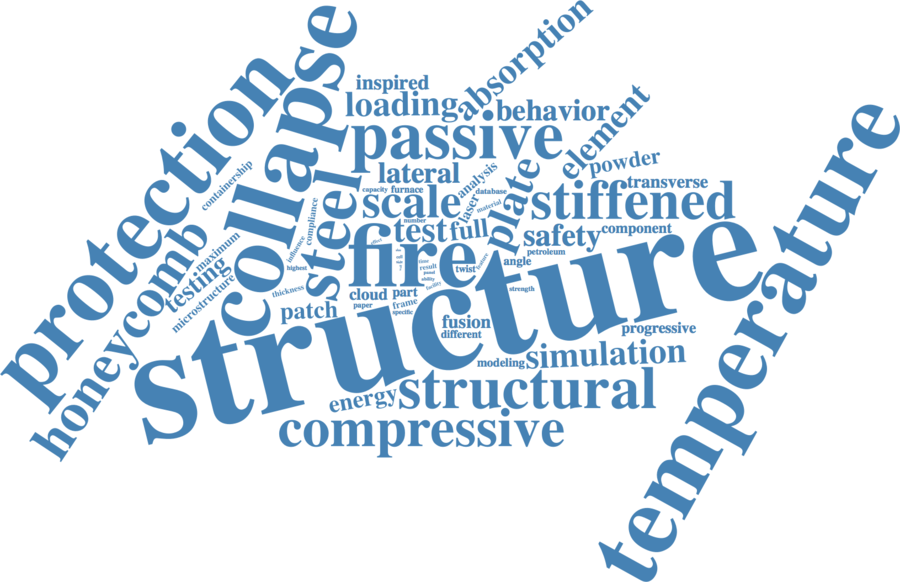 inspired
absorption
loading
behavior
collapse
protection
passive
element
powder
lateral
containership
analysis
transverse
capacity
furnace
database
steel
scale
laser
material
plate
stiffened
compliance
number
test
full
safety
component
honeycomb
maximum
influence
fire
petroleum
temperature
testing
highest
result
twist
feature
angle
structure
microstructure
thickness
cloud
part
ability
facility
strength
paper
frame
patch
specific
fusion
different
progressive
modeling
simulation
energy
structural
compressive